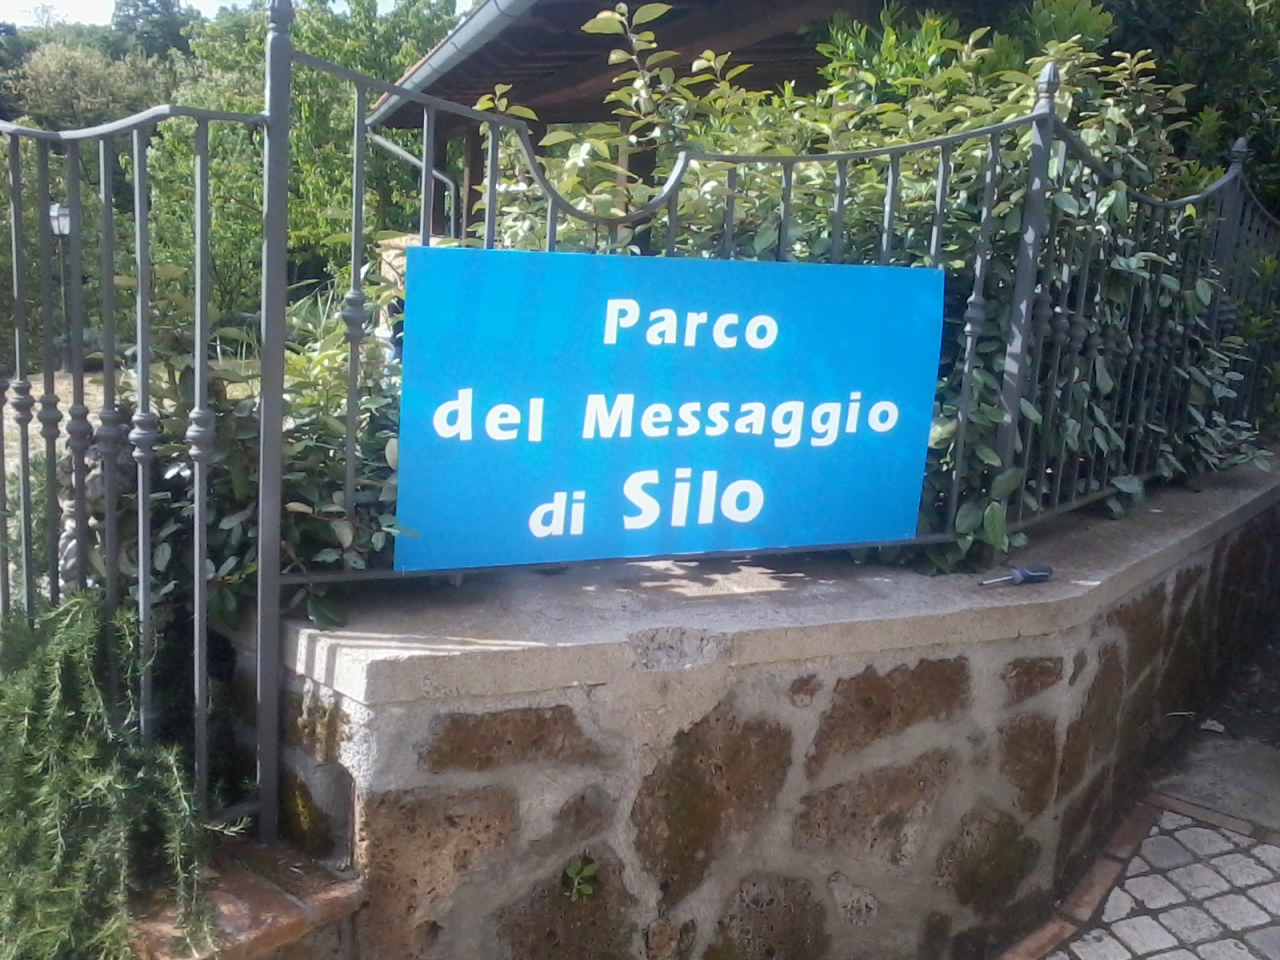 Parco
del Messaggio
di Silo